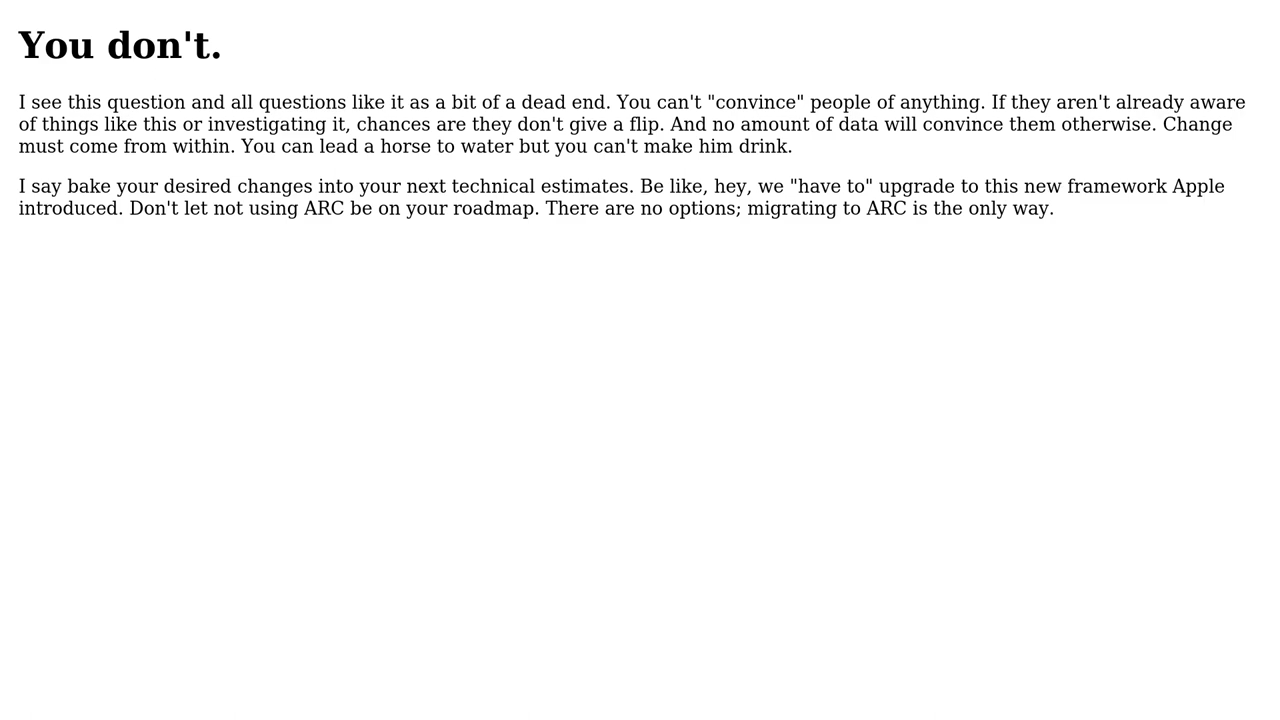 You don't.
I see this question and all questions like it as a bit of a dead end. You can't "convince" people of anything. If they aren't already aware
of things like this or investigating it, chances are they don't give a flip. And no amount of data will convince them otherwise. Change
must come from within. You can lead a horse to water but you can't make him drink.
I say bake your desired changes into your next technical estimates. Be like, hey, we "have to" upgrade to this new framework Apple
introduced. Don't let not using ARC be on your roadmap. There are no options; migrating to ARC is the only way.